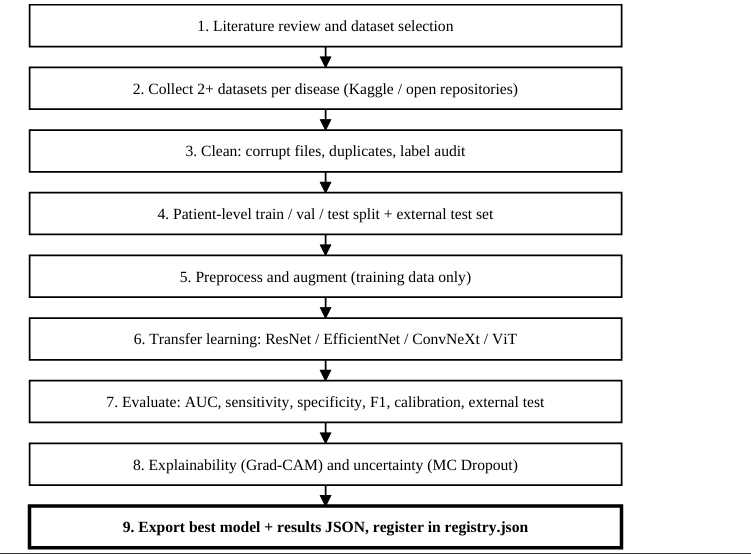 1. Literature review and dataset selection
2. Collect 2+ datasets per disease (Kaggle / open repositories)
3. Clean: corrupt files, duplicates, label audit
4. Patient-level train / val / test split + external test set
5. Preprocess and augment (training data only)
6. Transfer learning: ResNet / EfficientNet / ConvNeXt / ViT
7. Evaluate: AUC, sensitivity, specificity, F1, calibration, external test
8. Explainability (Grad-CAM) and uncertainty (MC Dropout)
9. Export best model + results JSON, register in registry.json